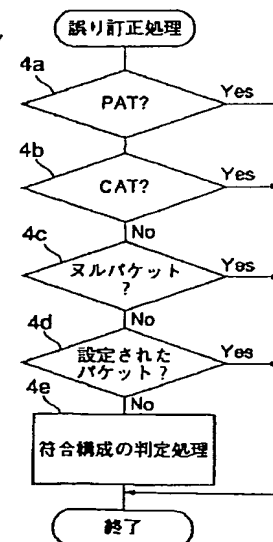 誤り訂正処理
4a
PAT?
Yes
4b
CAT?
Yes
No
4c
ヌルパケット
?
Yes
No
4d
設定された
パケット?
Yes
No
4e
符合構成の判定処理
終了